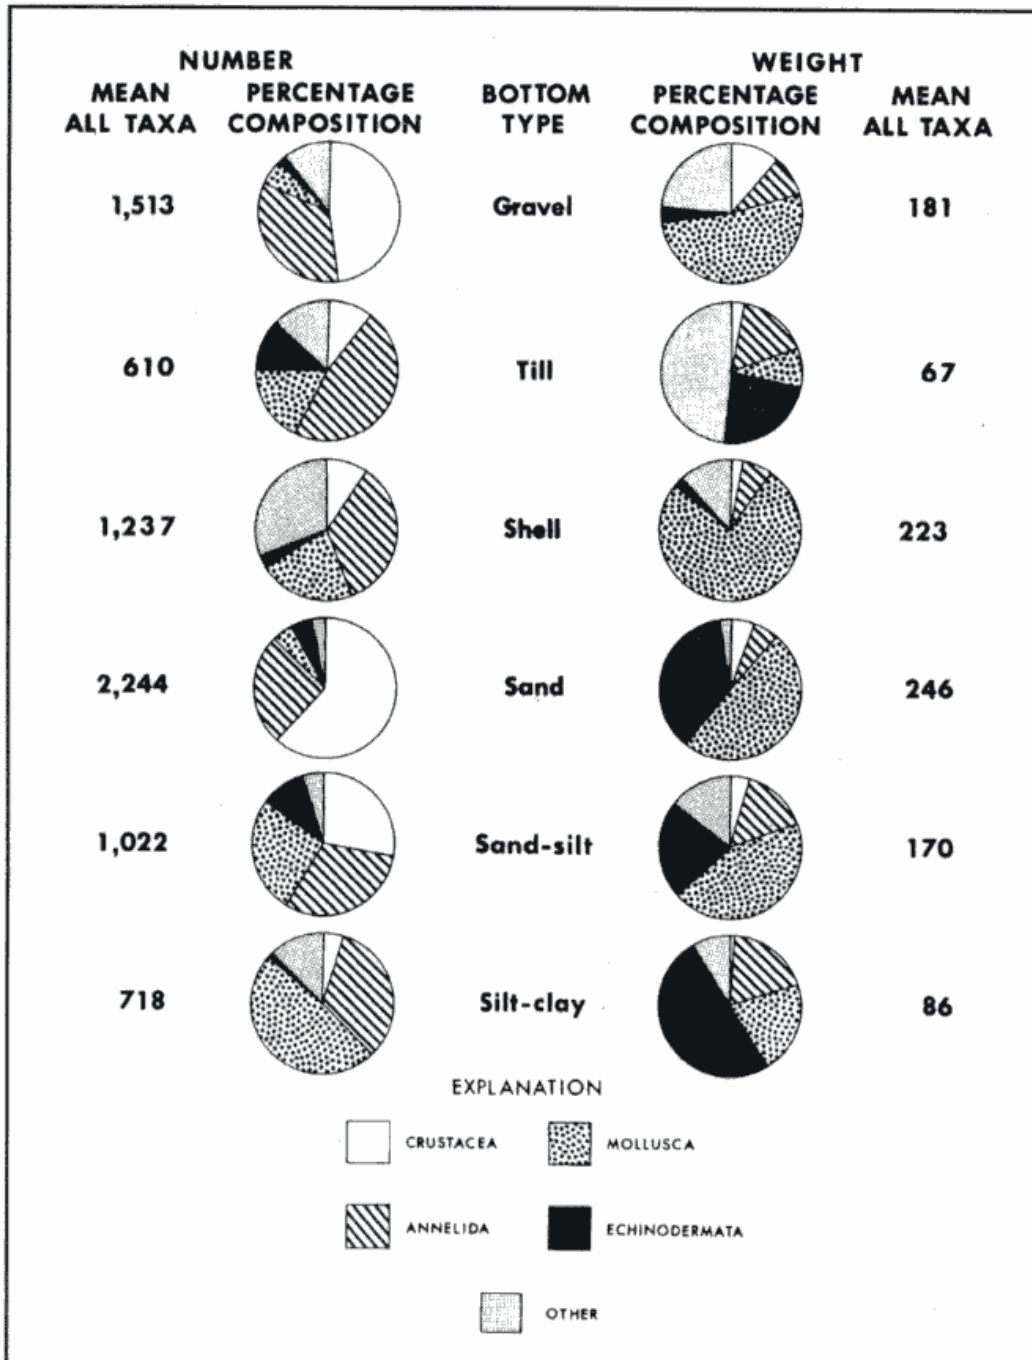 NUMBER WEIGHT
MEAN PERCENTAGE BOTTOM PERCENTAGE MEAN
ALL TAXA COMPOSITION TYPE COMPOSITION ALL TAXA
1,513 Gravel 181
610 Till 67
1,237 Shell 223
2,244 Sand 246
1,022 Sand-silt 170
718 Silt-clay 86
EXPLANATION
CRUSTACEA MOLLUSCA
ANNELIDA ECHINODERMATA
OTHER